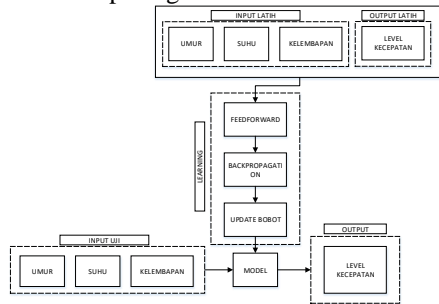 INPUT LATIH
OUTPUT LATIH
UMUR
SUHU
KELEMBAPAN
LEVEL
KECEPATAN
LEARNING
FEEDFORWARD
BACKPROPAGATI
ON
UPDATE BOBOT
INPUT UJI
OUTPUT
UMUR
SUHU
KELEMBAPAN
MODEL
LEVEL
KECEPATAN